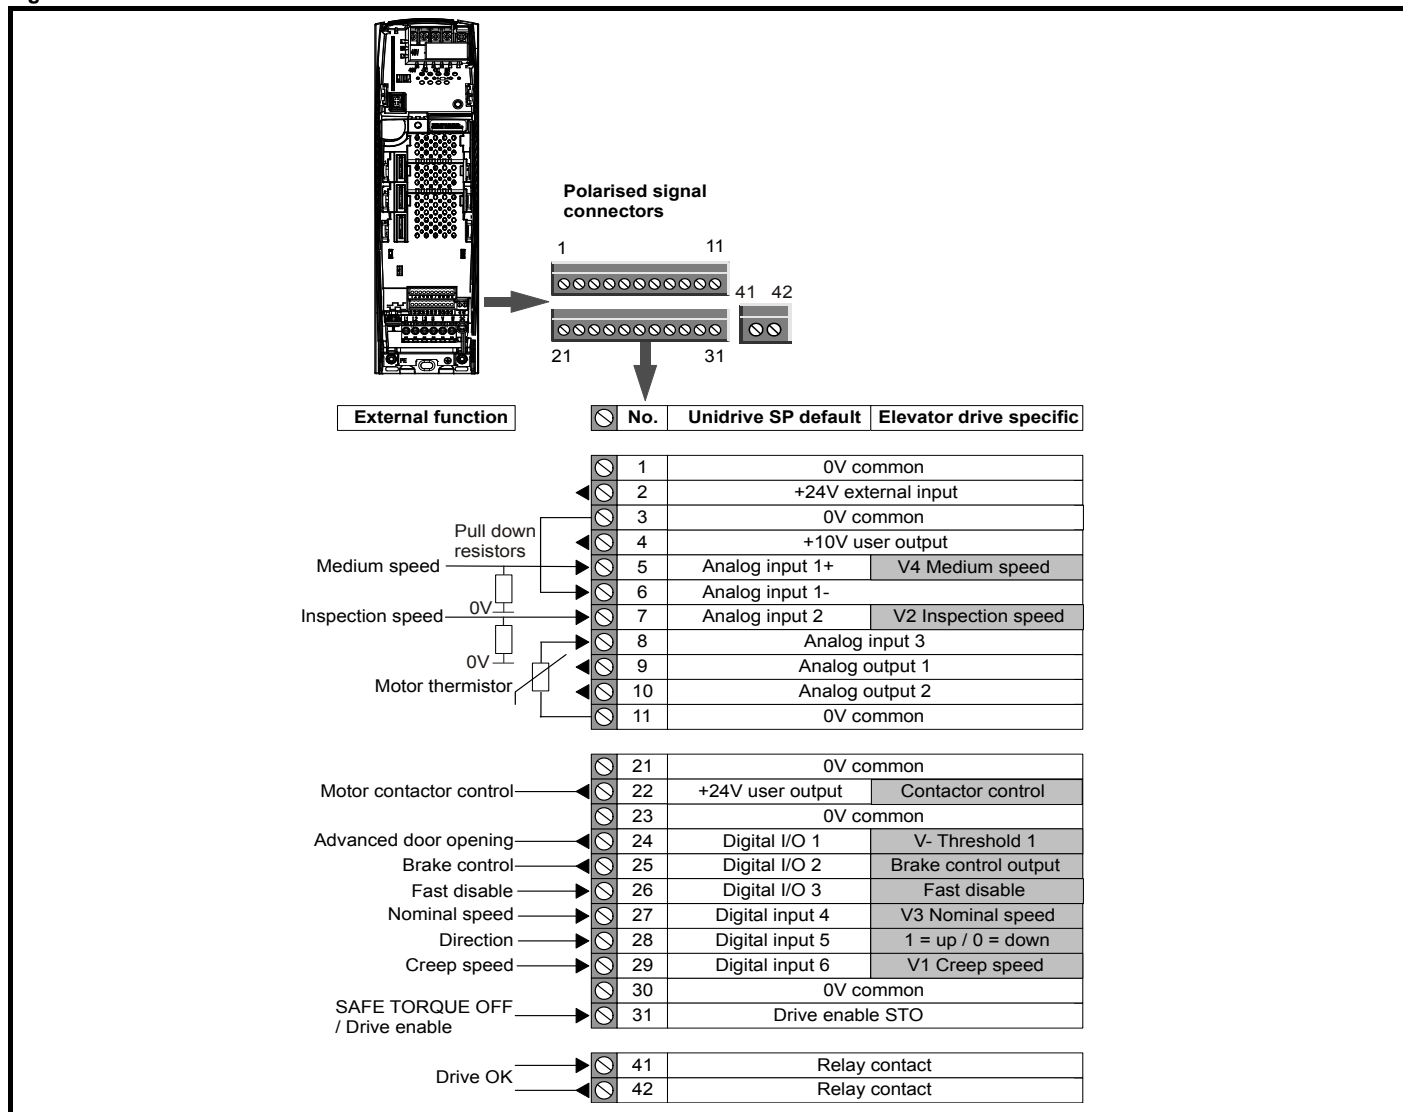 Polarised signal
connectors
1 11
41 42
21 31
External function No. Unidrive SP default Elevator drive specific
1 0V common
2 +24V external input
3 0V common
Pull down
resistors
4 +10V user output
Medium speed 5 Analog input 1+ V4 Medium speed
6 Analog input 1-
0V
Inspection speed 7 Analog input 2 V2 Inspection speed
8 Analog input 3
0V
9 Analog output 1
Motor thermistor 10 Analog output 2
11 0V common
21 0V common
Motor contactor control 22 +24V user output Contactor control
23 0V common
Advanced door opening 24 Digital I/O 1 V- Threshold 1
Brake control 25 Digital I/O 2 Brake control output
Fast disable 26 Digital I/O 3 Fast disable
Nominal speed 27 Digital input 4 V3 Nominal speed
Direction 28 Digital input 5 1 = up / 0 = down
Creep speed 29 Digital input 6 V1 Creep speed
30 0V common
SAFE TORQUE OFF
/ Drive enable
31 Drive enable STO
Drive OK
41 Relay contact
42 Relay contact